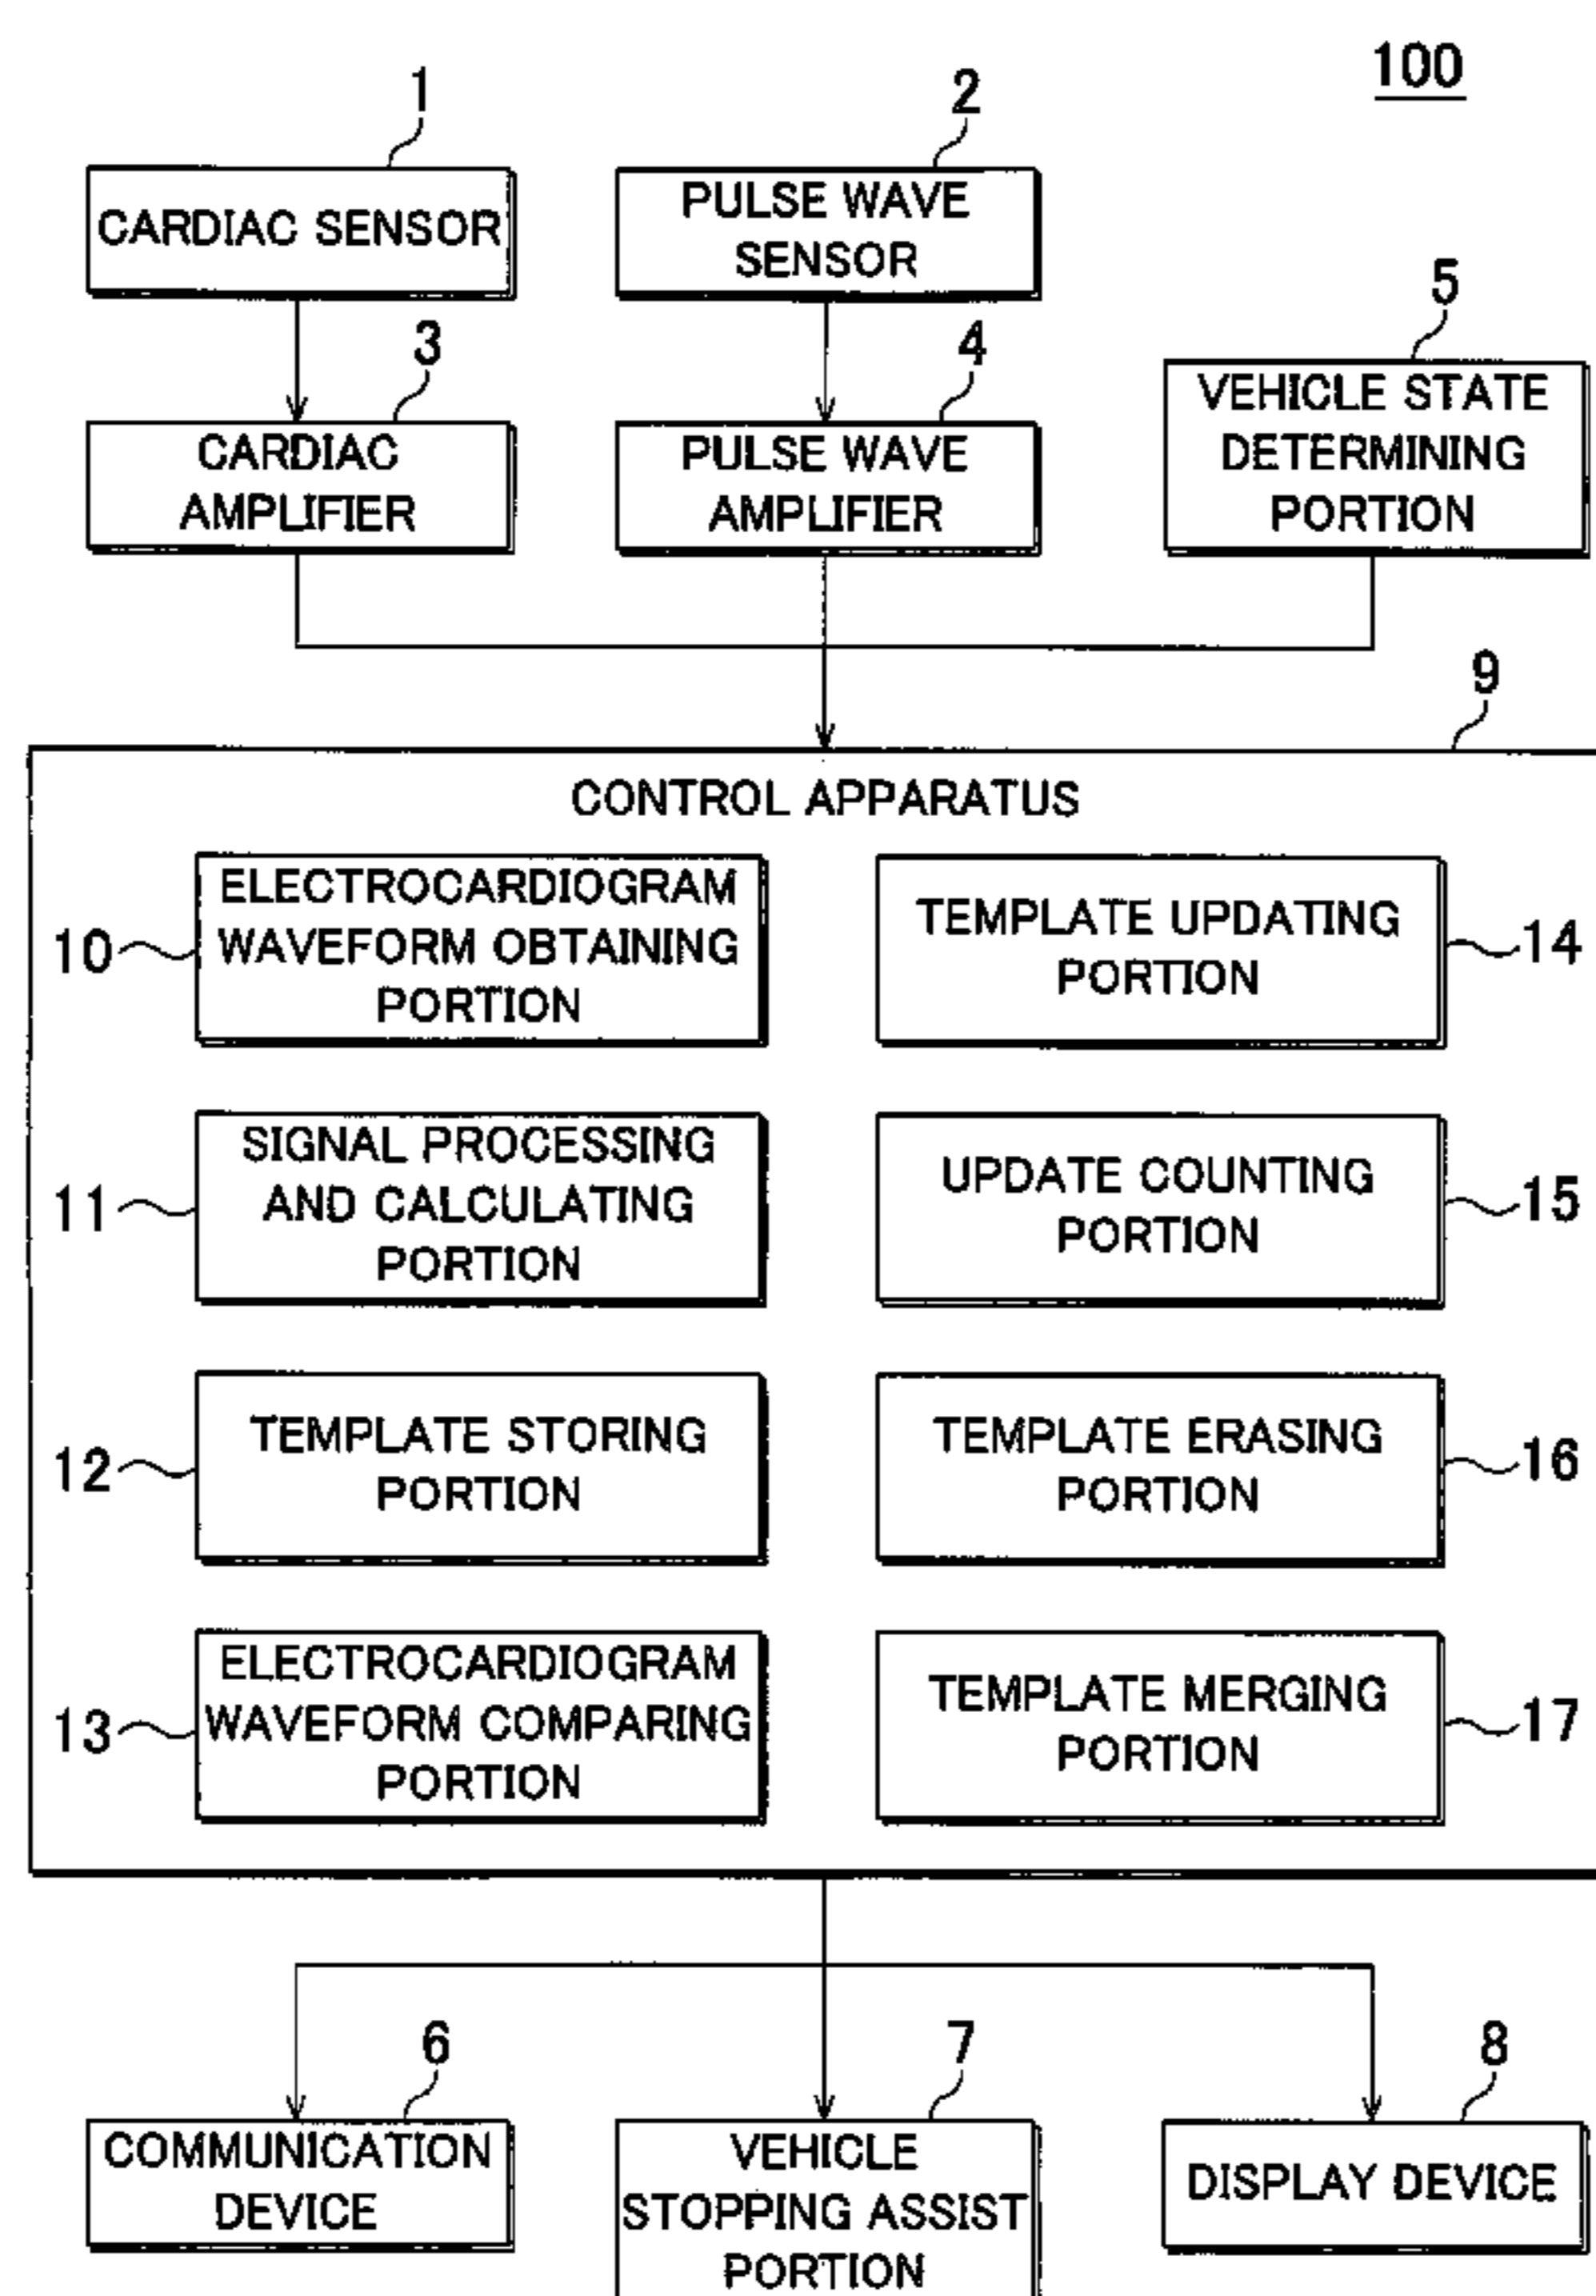 100
1
2
CARDIAC SENSOR
PULSE WAVE
SENSOR
3
4
5
CARDIAC
AMPLIFIER
PULSE WAVE
AMPLIFIER
VEHICLE STATE
DETERMINING
PORTION
9
CONTROL APPARATUS
10
ELECTROCARDIOGRAM
WAVEFORM OBTAINING
PORTION
TEMPLATE UPDATING
PORTION
14
11
SIGNAL PROCESSING
AND CALCULATING
PORTION
UPDATE COUNTING
PORTION
15
12
TEMPLATE STORING
PORTION
TEMPLATE ERASING
PORTION
16
13
ELECTROCARDIOGRAM
WAVEFORM COMPARING
PORTION
TEMPLATE MERGING
PORTION
17
6
7
8
COMMUNICATION
DEVICE
VEHICLE
STOPPING ASSIST
PORTION
DISPLAY DEVICE